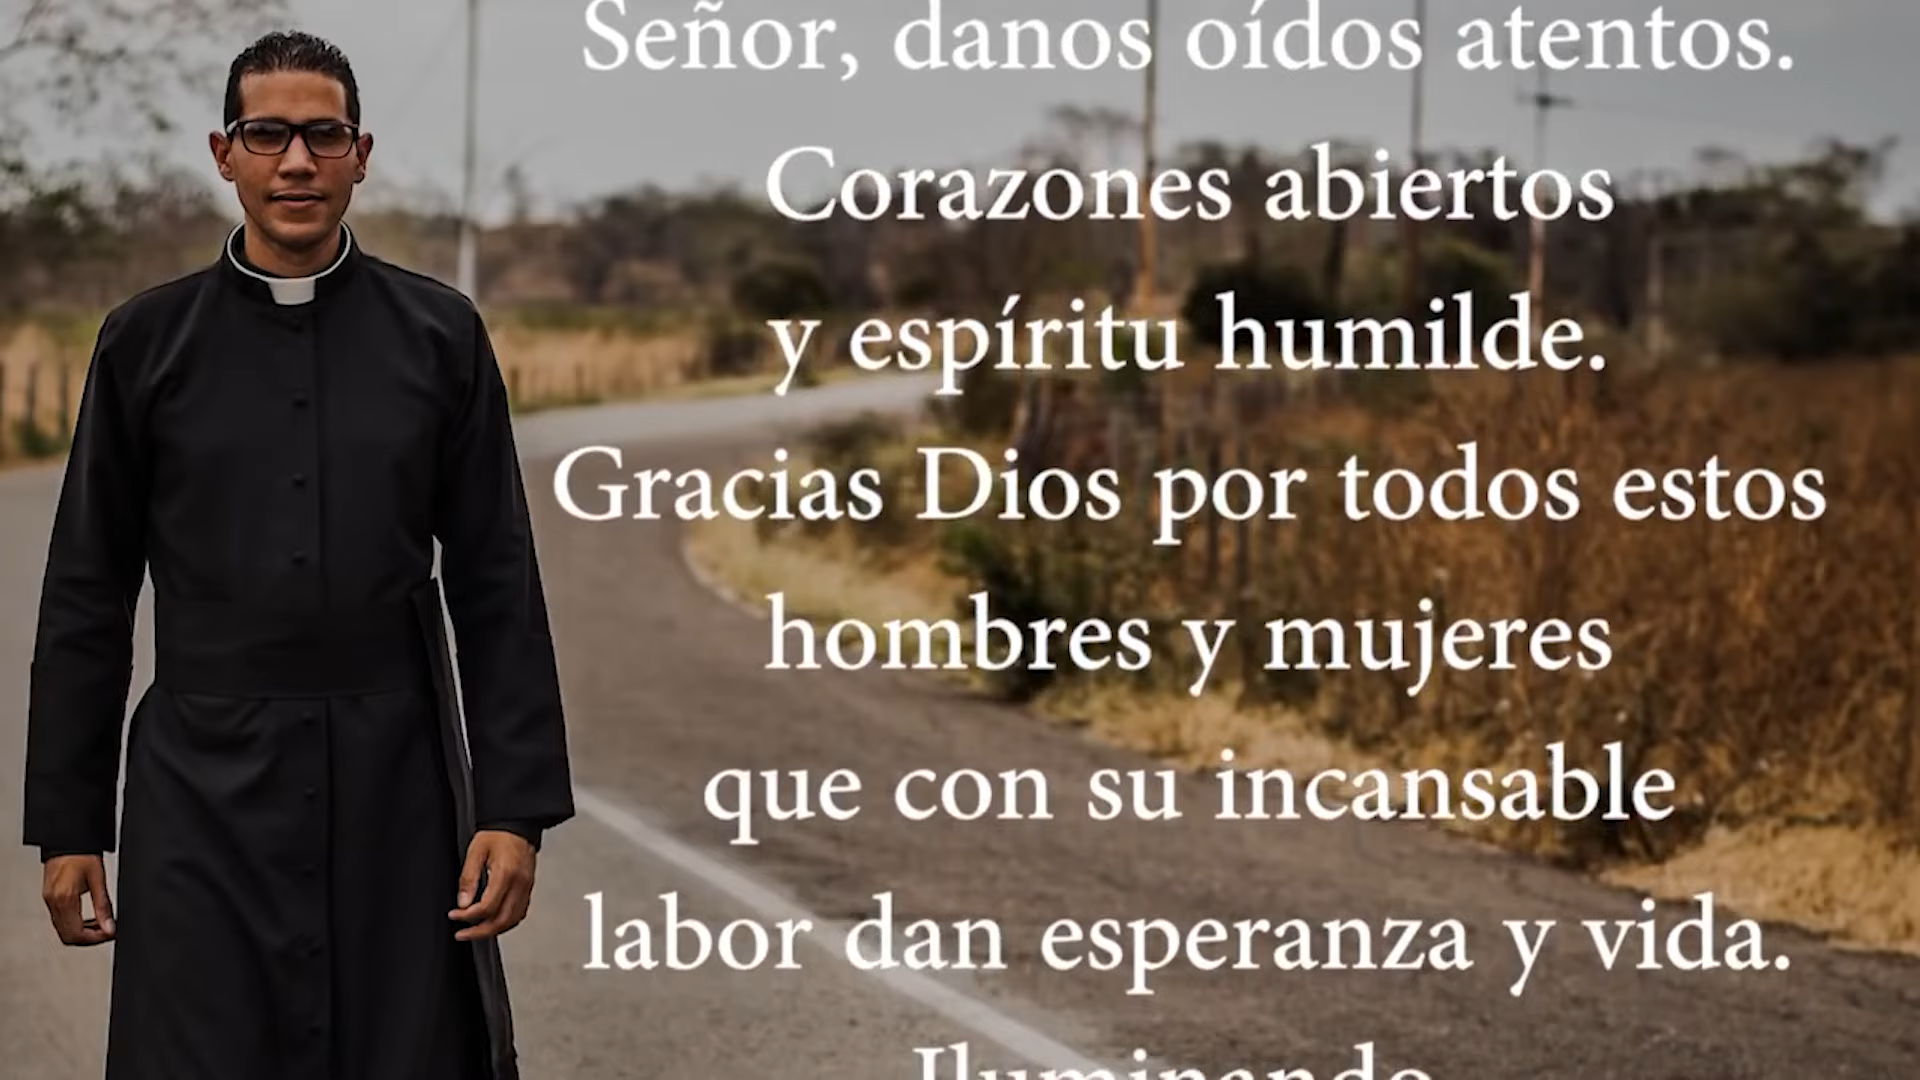 Señor, danos oídos atentos.
Corazones abiertos
y espíritu humilde.
Gracias Dios por todos estos
hombres y mujeres
que con su incansable
labor dan esperanza y vida.
Iluminando